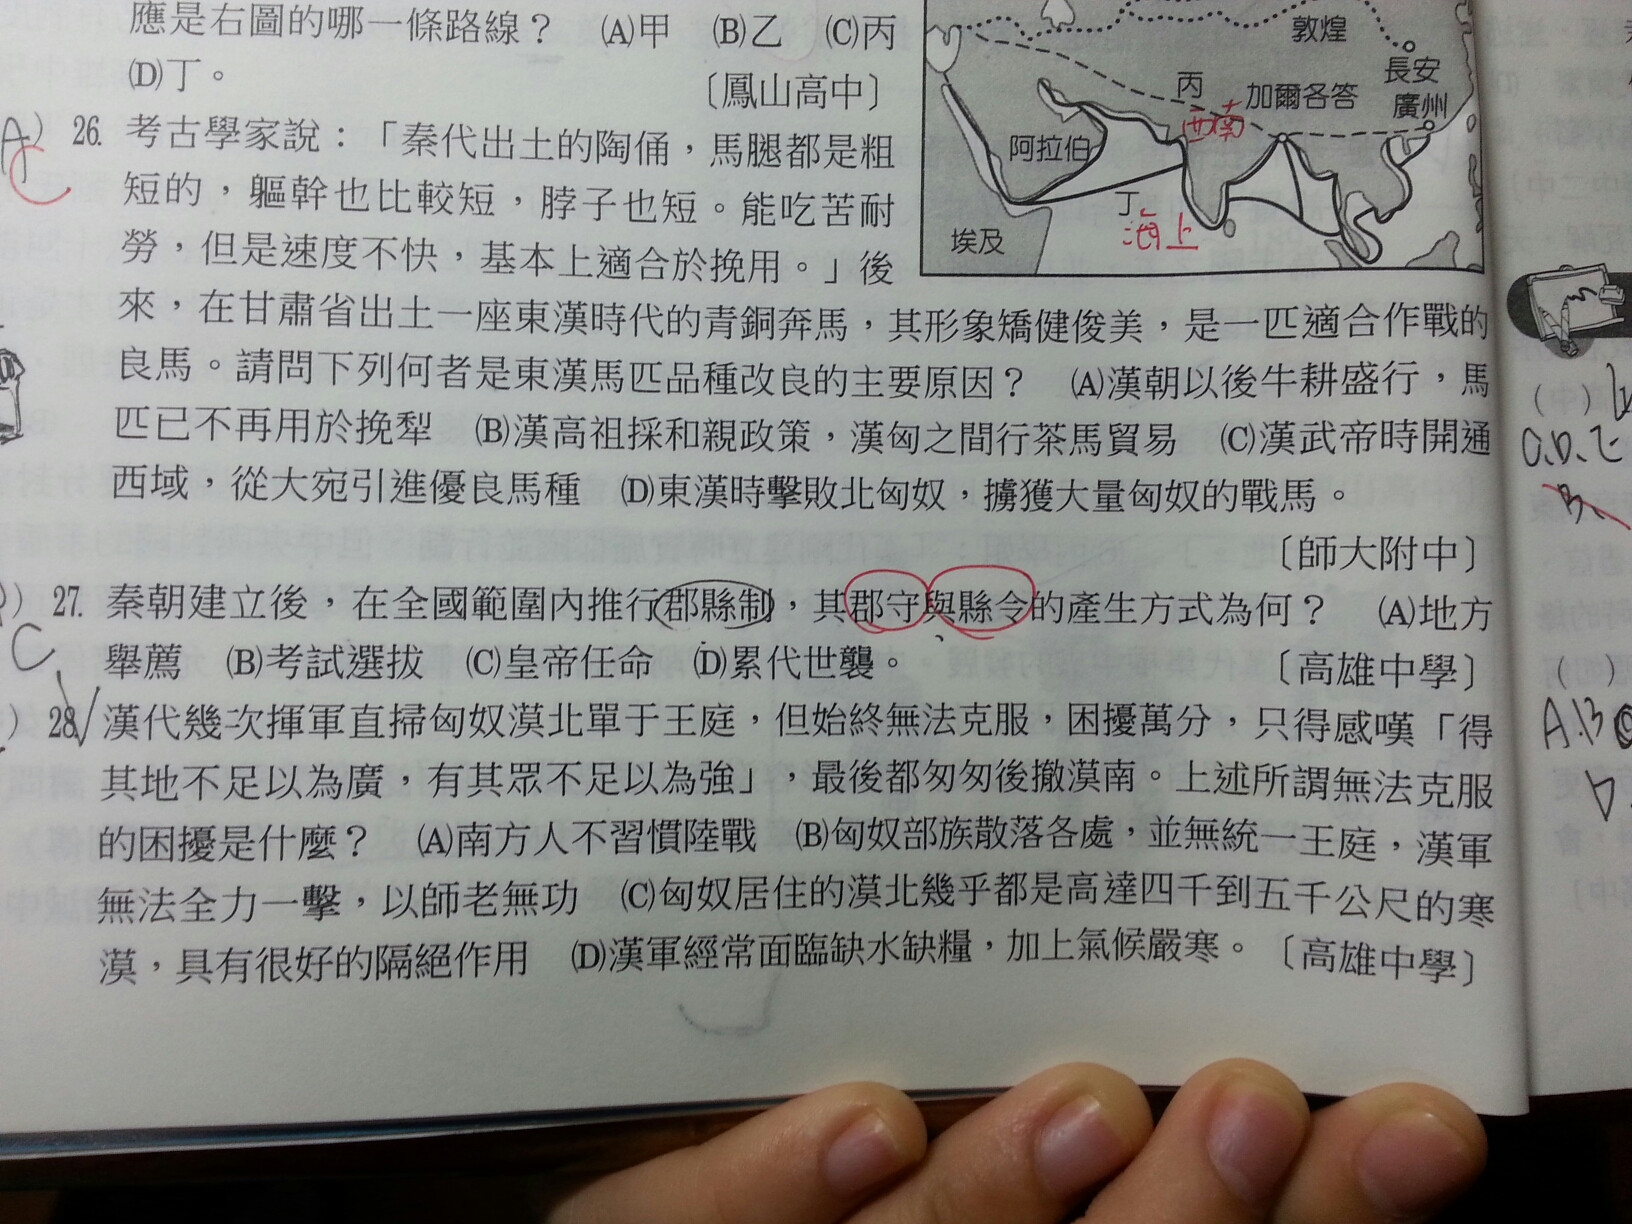 應是右圖的哪一條路線？ (A)甲 (B)乙 (C)丙
(D)丁。 〔鳳山高中〕
敦煌
長安
丙
加爾各答
廣州
西南
阿拉伯
丁
海上
埃及
A) 26. 考古學家說：「秦代出土的陶俑，馬腿都是粗
C
短的，軀幹也比較短，脖子也短。能吃苦耐
勞，但是速度不快，基本上適合於挽用。」後
來，在甘肅省出土一座東漢時代的青銅奔馬，其形象矯健俊美，是一匹適合作戰的
良馬。請問下列何者是東漢馬匹品種改良的主要原因？ (A)漢朝以後牛耕盛行，馬
匹已不再用於挽犁 (B)漢高祖採和親政策，漢匈之間行茶馬貿易 (C)漢武帝時開通
西域，從大宛引進優良馬種 (D)東漢時擊敗北匈奴，擄獲大量匈奴的戰馬。
〔師大附中〕
) 27. 秦朝建立後，在全國範圍內推行郡縣制，其郡守與縣令的產生方式為何？ (A)地方
C
舉薦 (B)考試選拔 (C)皇帝任命 (D)累代世襲。 〔高雄中學〕
) 28. 漢代幾次揮軍直掃匈奴漠北單于王庭，但始終無法克服，困擾萬分，只得感嘆「得
其地不足以為廣，有其眾不足以為強」，最後都匆匆後撤漠南。上述所謂無法克服
的困擾是什麼？ (A)南方人不習慣陸戰 (B)匈奴部族散落各處，並無統一王庭，漢軍
無法全力一擊，以師老無功 (C)匈奴居住的漠北幾乎都是高達四千到五千公尺的寒
漠，具有很好的隔絕作用 (D)漢軍經常面臨缺水缺糧，加上氣候嚴寒。 〔高雄中學〕